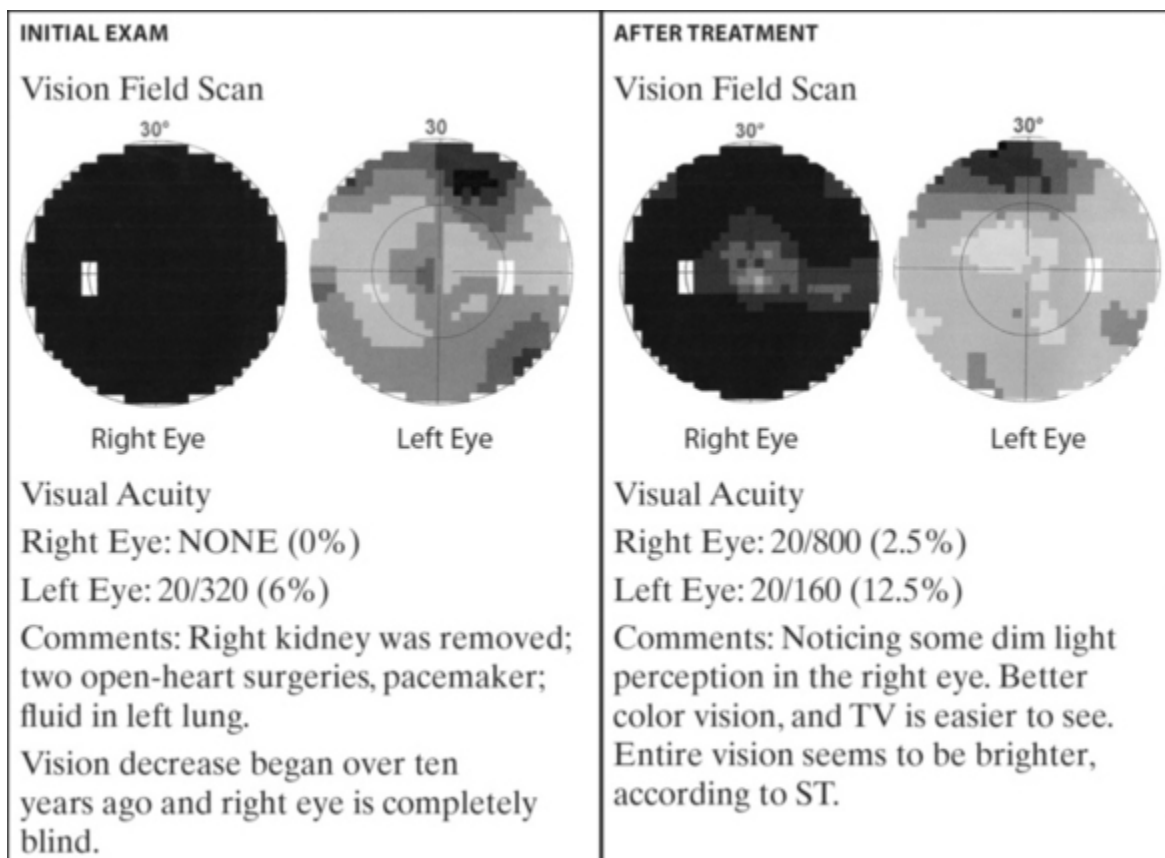 INITIAL EXAM
Vision Field Scan
30°
30
Right Eye
Left Eye
Visual Acuity
Right Eye: NONE (0%)
Left Eye: 20/320 (6%)
Comments: Right kidney was removed;
two open-heart surgeries, pacemaker;
fluid in left lung.
Vision decrease began over ten
years ago and right eye is completely
blind.
AFTER TREATMENT
Vision Field Scan
30°
30°
Right Eye
Left Eye
Visual Acuity
Right Eye: 20/800 (2.5%)
Left Eye: 20/160 (12.5%)
Comments: Noticing some dim light
perception in the right eye. Better
color vision, and TV is easier to see.
Entire vision seems to be brighter,
according to ST.